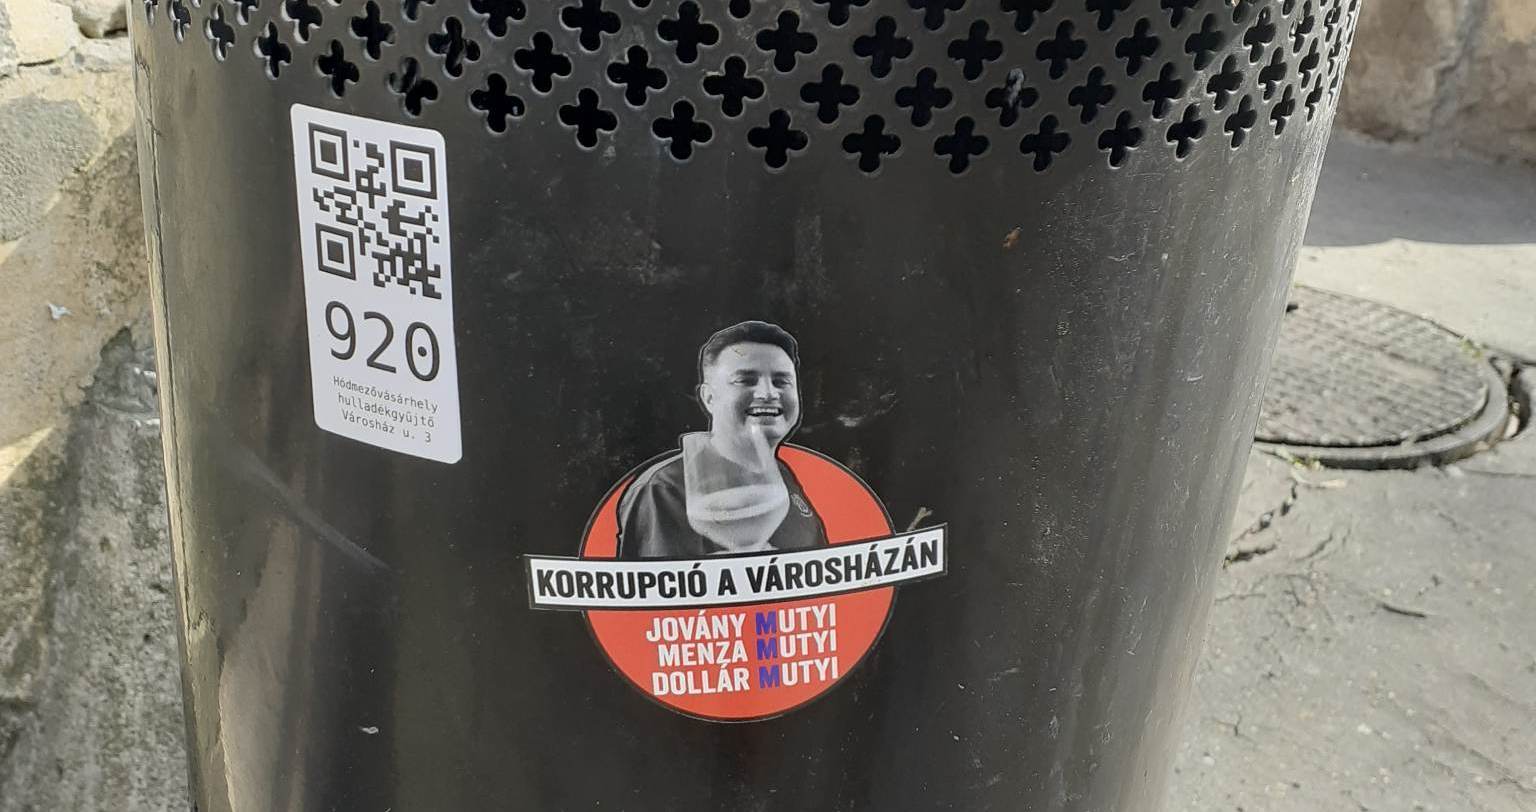 920
Hódmezővásárhely
hulladékgyűjtő
Városház u. 3
KORRUPCIÓ A VÁROSHÁZÁN
JOVÁNY MUTYI
MENZA MUTYI
DOLLÁR MUTYI